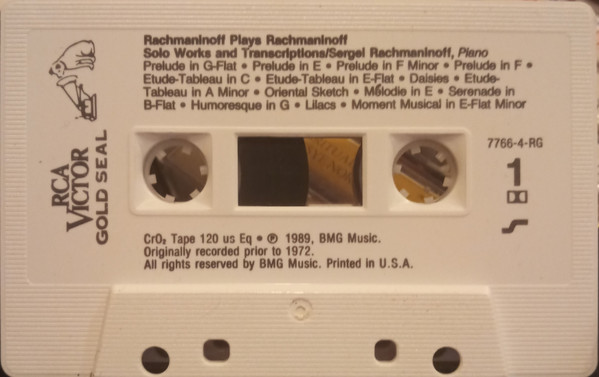 Rachmaninoff Plays Rachmaninoff
Solo Works and Transcriptions/Sergei Rachmaninoff, Piano
Prelude in G-Flat • Prelude in E • Prelude in F Minor • Prelude in F •
Etude-Tableau in C • Etude-Tableau in E-Flat • Daisies • Etude-
Tableau in A Minor • Oriental Sketch • Mélodie in E • Serenade in
B-Flat • Humoresque in G • Lilacs • Moment Musical in E-Flat Minor
RCA
VICTOR
GOLD SEAL
7766-4-RG
1
CrO₂ Tape 120 us Eq • ℗ 1989, BMG Music.
Originally recorded prior to 1972.
All rights reserved by BMG Music. Printed in U.S.A.